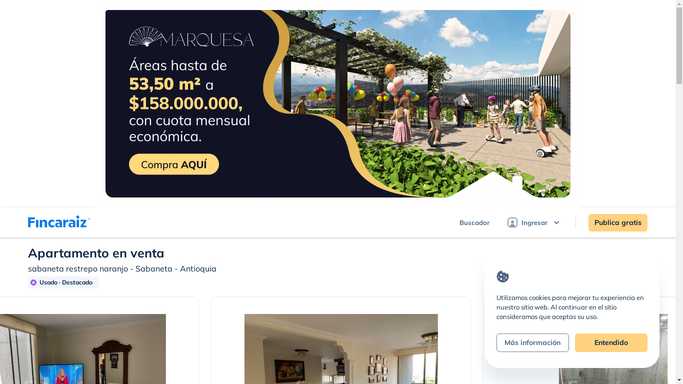 MARQUESA
Áreas hasta de
53,50 m² a
$158.000.000,
con cuota mensual
económica.
Compra AQUÍ
Fincaraiz
Buscador
Ingresar
Publica gratis
Apartamento en venta
sabaneta restrepo naranjo - Sabaneta - Antioquia
Usado · Destacado
Utilizamos cookies para mejorar tu experiencia en
nuestro sitio web. Al continuar en el sitio
consideramos que aceptas su uso.
Más información
Entendido